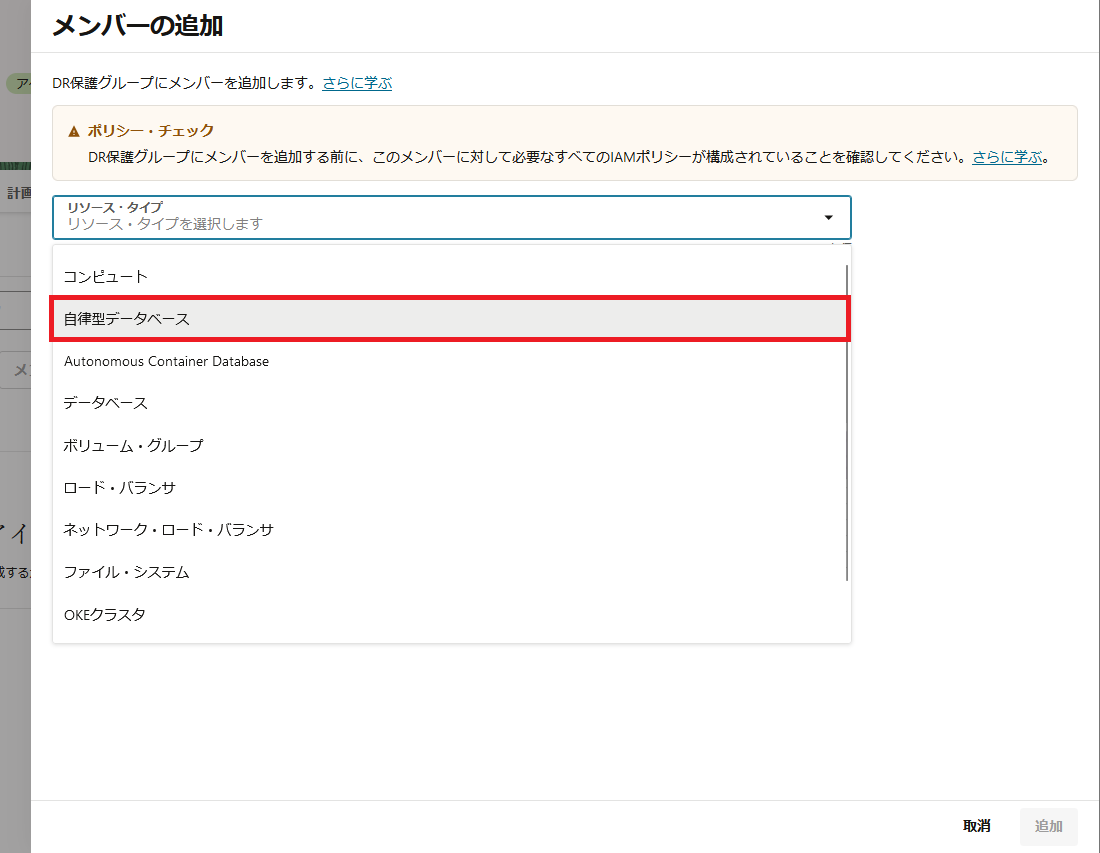 メンバーの追加
DR保護グループにメンバーを追加します。さらに学ぶ
ポリシー・チェック
DR保護グループにメンバーを追加する前に、このメンバーに対して必要なすべてのIAMポリシーが構成されていることを確認してください。さらに学ぶ。
計画
リソース・タイプ
リソース・タイプを選択します
コンピュート
自律型データベース
Autonomous Container Database
データベース
ボリューム・グループ
ロード・バランサ
ネットワーク・ロード・バランサ
アイ
ファイル・システム
成する
OKEクラスタ
取消
追加